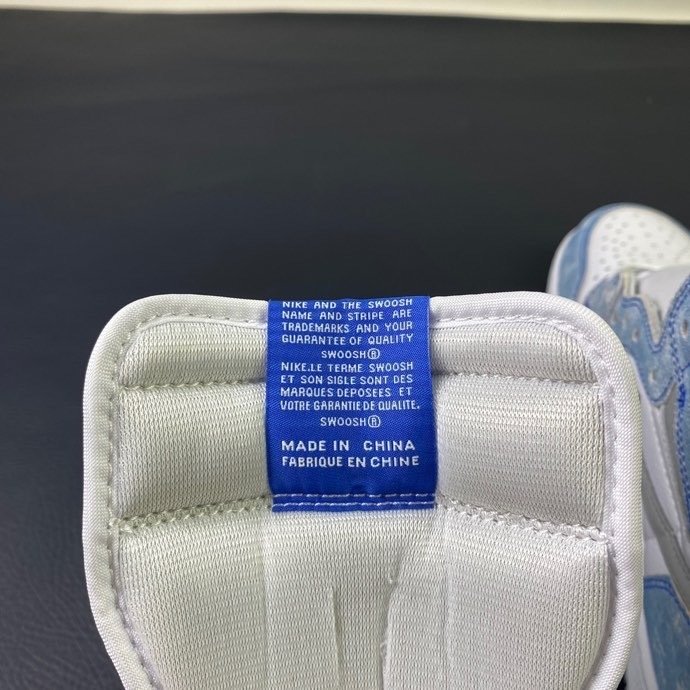 NIKE AND THE SWOOSH
NAME AND STRIPE ARE
TRADEMARKS AND YOUR
GUARANTEE OF QUALITY
SWOOSH®
NIKE.LE TERME SWOOSH
ET SON SIGLE SONT DES
MARQUES DEPOSEES ET
VOTRE GARANTIE DE QUALITE.
SWOOSH®
MADE IN CHINA
FABRIQUE EN CHINE